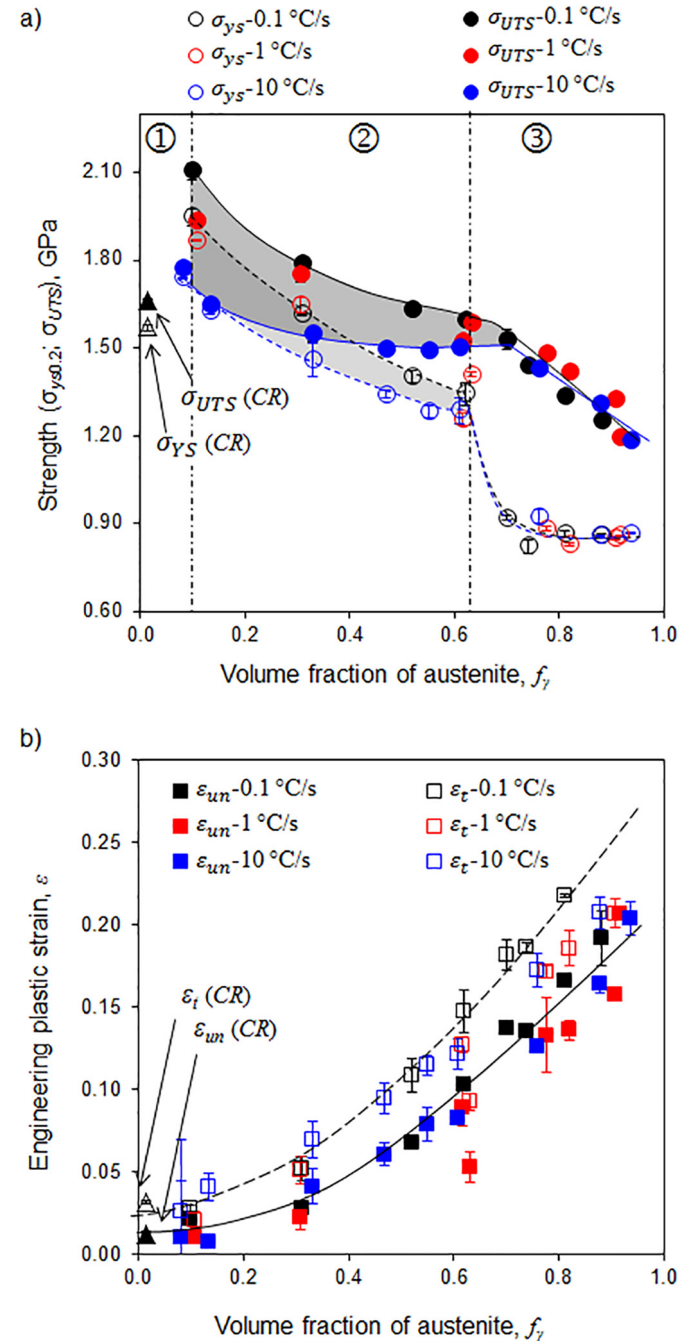 a)
σys-0.1 °C/s σUTS-0.1 °C/s
σys-1 °C/s σUTS-1 °C/s
σys-10 °C/s σUTS-10 °C/s
① ② ③
2.10
1.80
1.50
1.20
0.90
0.60
Strength (σys0.2; σUTS), GPa
σUTS (CR)
σYS (CR)
0.0 0.2 0.4 0.6 0.8 1.0
Volume fraction of austenite, fγ
b)
0.30
0.25
0.20
0.15
0.10
0.05
0.00
Engineering plastic strain, ε
εun-0.1 °C/s εt-0.1 °C/s
εun-1 °C/s εt-1 °C/s
εun-10 °C/s εt-10 °C/s
εt (CR)
εun (CR)
0.0 0.2 0.4 0.6 0.8 1.0
Volume fraction of austenite, fγ